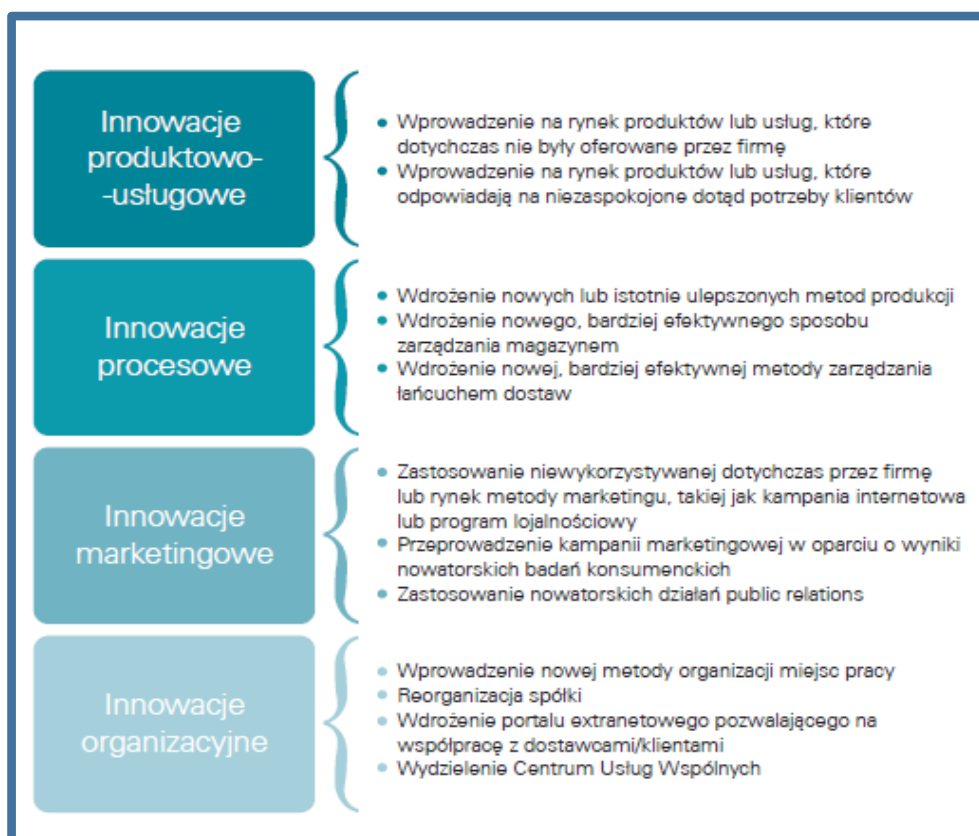 Innowacje
produktowo-
-usługowe
• Wprowadzenie na rynek produktów lub usług, które
dotychczas nie były oferowane przez firmę
• Wprowadzenie na rynek produktów lub usług, które
odpowiadają na niezaspokojone dotąd potrzeby klientów
Innowacje
procesowe
• Wdrożenie nowych lub istotnie ulepszonych metod produkcji
• Wdrożenie nowego, bardziej efektywnego sposobu
zarządzania magazynem
• Wdrożenie nowej, bardziej efektywnej metody zarządzania
łańcuchem dostaw
Innowacje
marketingowe
• Zastosowanie niewykorzystywanej dotychczas przez firmę
lub rynek metody marketingu, takiej jak kampania internetowa
lub program lojalnościowy
• Przeprowadzenie kampanii marketingowej w oparciu o wyniki
nowatorskich badań konsumenckich
• Zastosowanie nowatorskich działań public relations
Innowacje
organizacyjne
• Wprowadzenie nowej metody organizacji miejsc pracy
• Reorganizacja spółki
• Wdrożenie portalu extranetowego pozwalającego na
współpracę z dostawcami/klientami
• Wydzielenie Centrum Usług Wspólnych